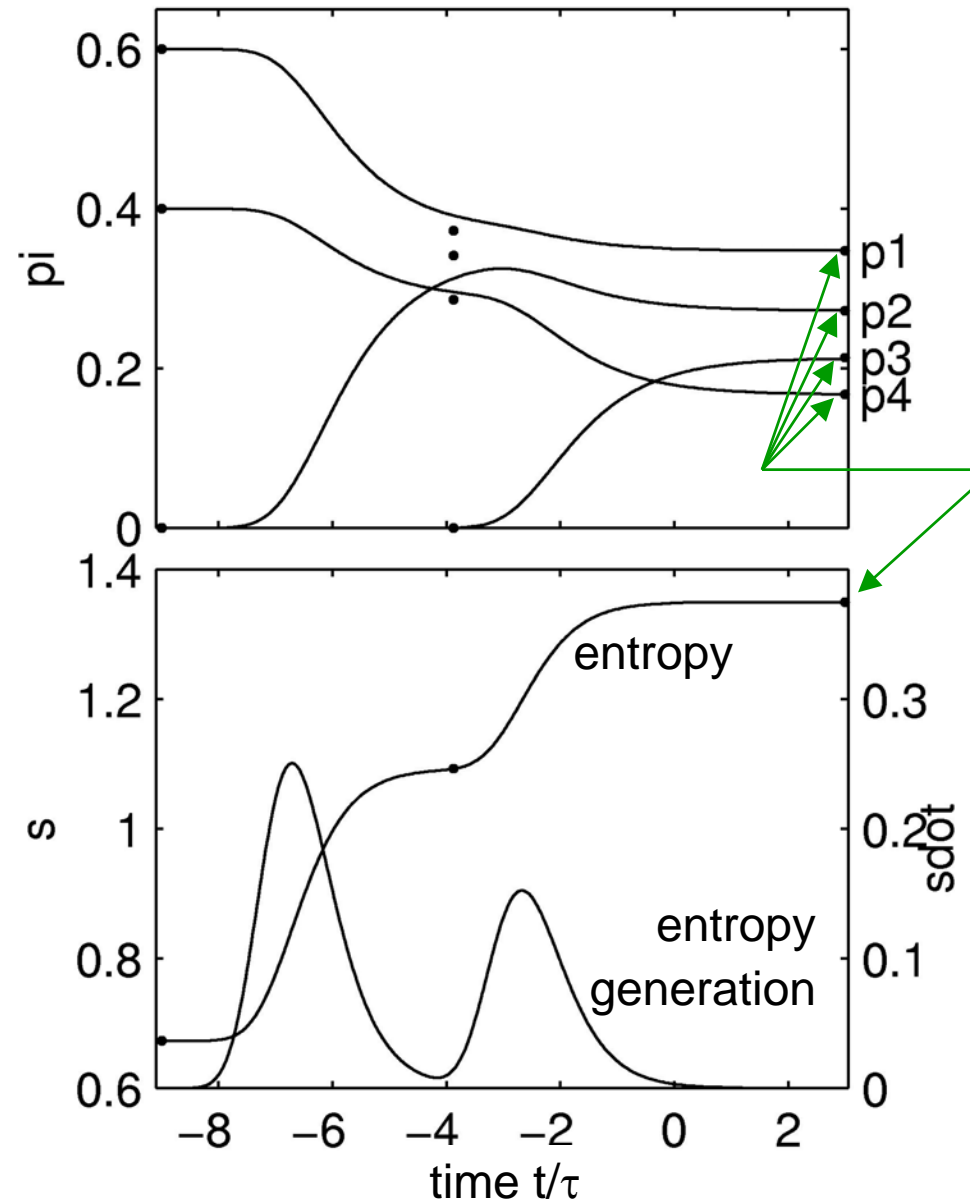 0.6
0.4
0.2
0
pi
p1
p2
p3
p4
1.4
1.2
1
0.8
0.6
s
entropy
entropy
generation
0.3
0.2
0.1
0
sdot
−8 −6 −4 −2 0 2
time t/τ